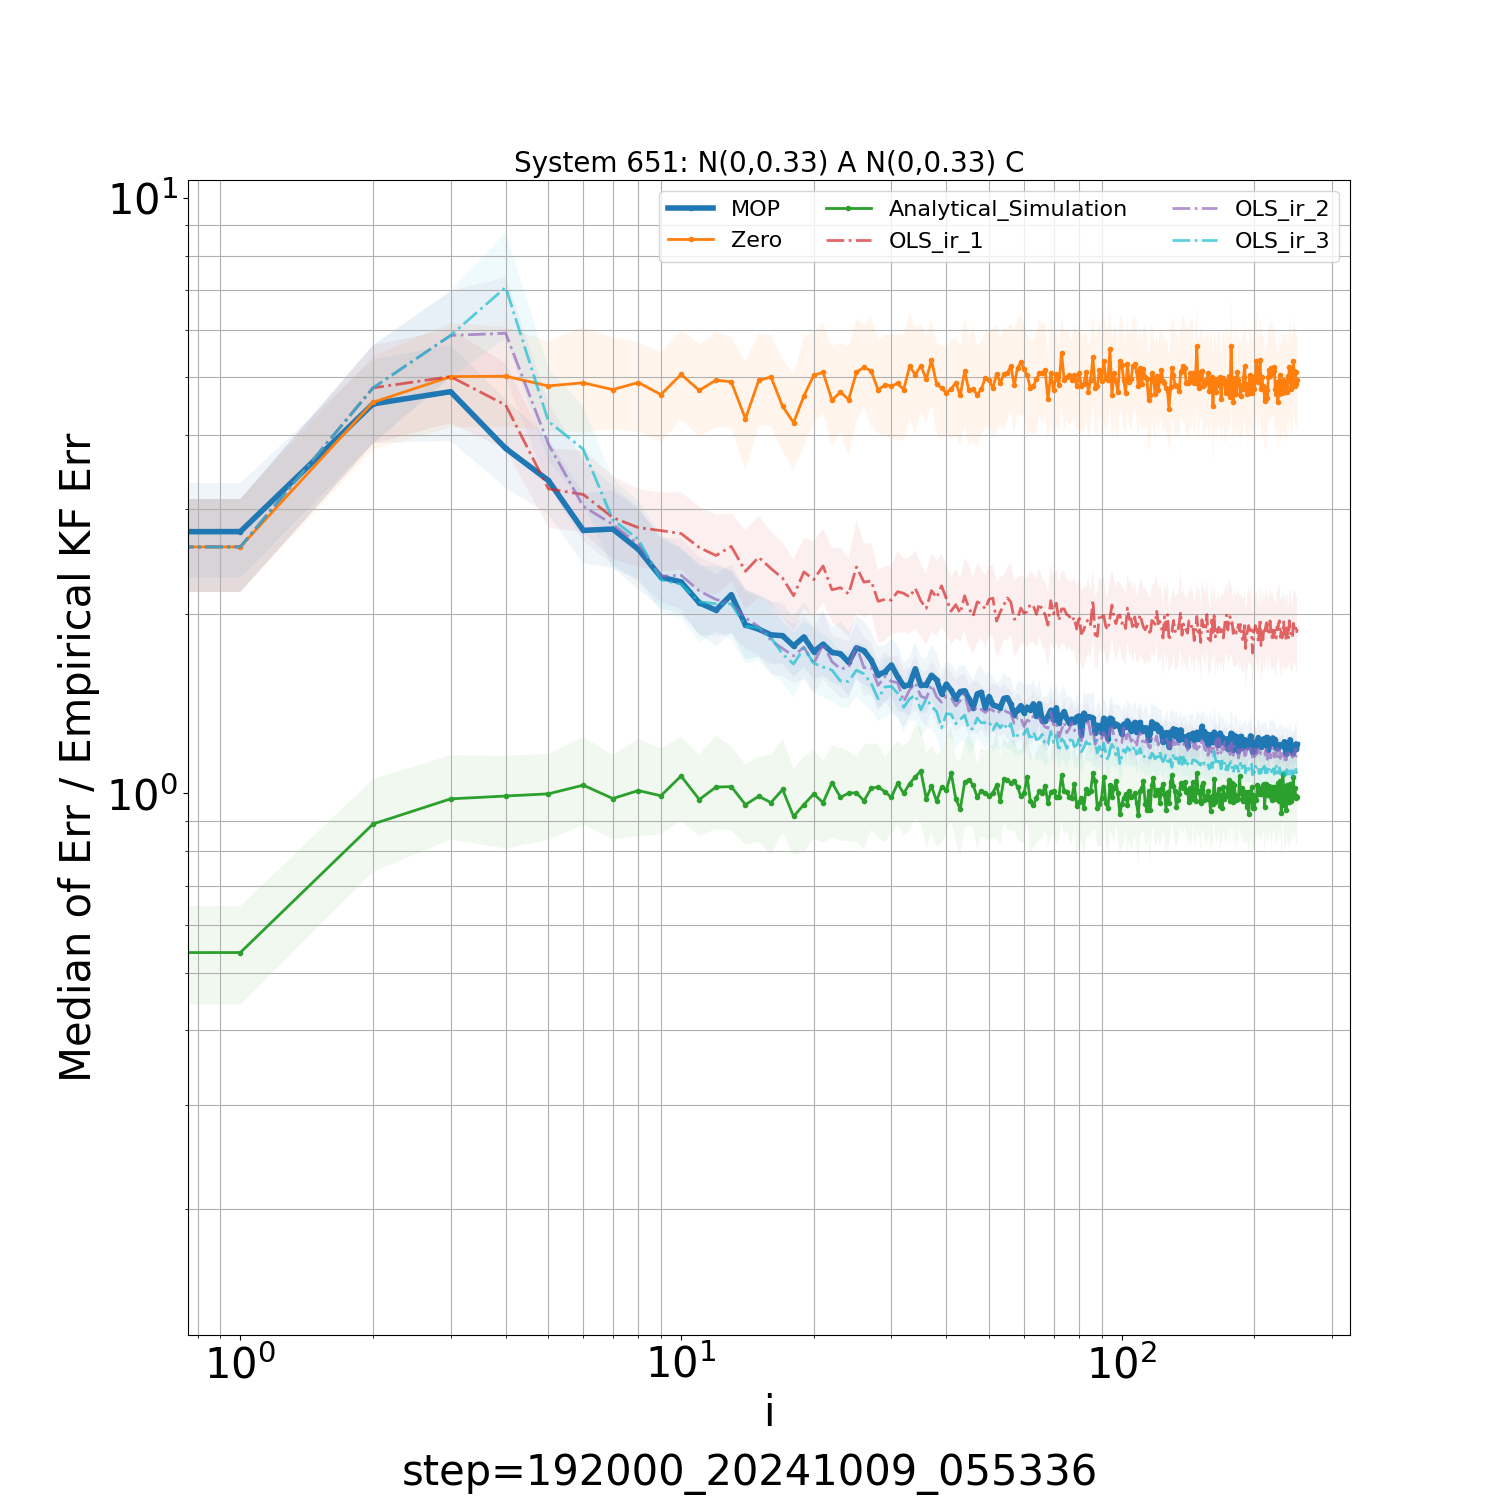 System 651: N(0,0.33) A N(0,0.33) C
MOP
Zero
Analytical_Simulation
OLS_ir_1
OLS_ir_2
OLS_ir_3
Median of Err / Empirical KF Err
10¹
10⁰
10⁰ 10¹ 10²
i
step=192000_20241009_055336